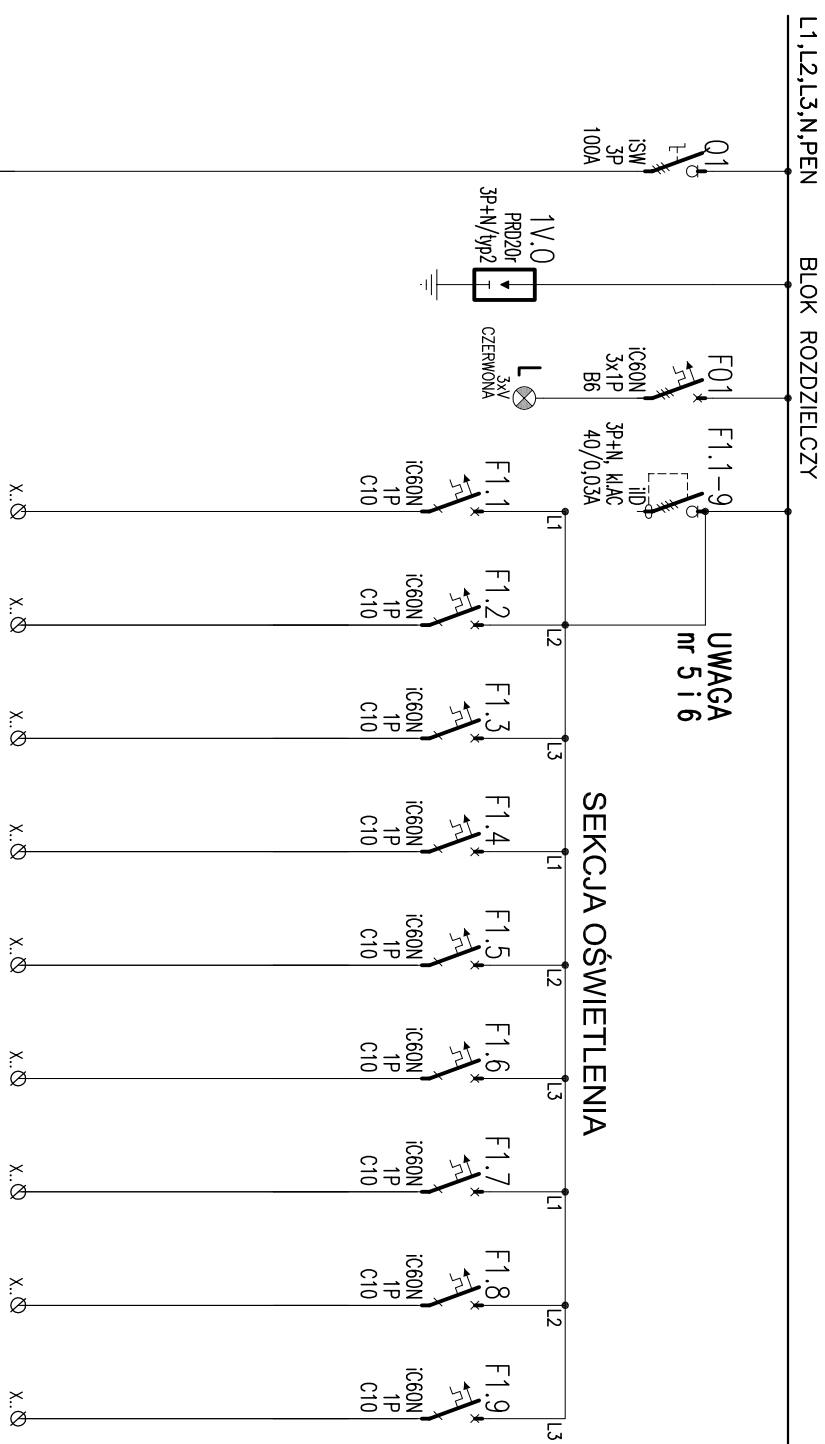 L1,L2,L3,N,PEN
BLOK ROZDZIELCZY
Q1
iSW
3P
100A
1V.0
PRD20r
3P+N/typ2
F01
iC60N
3x1P
B6
L
3xV
CZERWONA
F1.1-9
iID
3P+N, kl.AC
40/0,03A
UWAGA
nr 5 i 6
SEKCJA OŚWIETLENIA
L1
F1.1
iC60N
1P
C10
X..
L2
F1.2
iC60N
1P
C10
X..
L3
F1.3
iC60N
1P
C10
X..
L1
F1.4
iC60N
1P
C10
X..
L2
F1.5
iC60N
1P
C10
X..
L3
F1.6
iC60N
1P
C10
X..
L1
F1.7
iC60N
1P
C10
X..
L2
F1.8
iC60N
1P
C10
X..
L3
F1.9
iC60N
1P
C10
X..